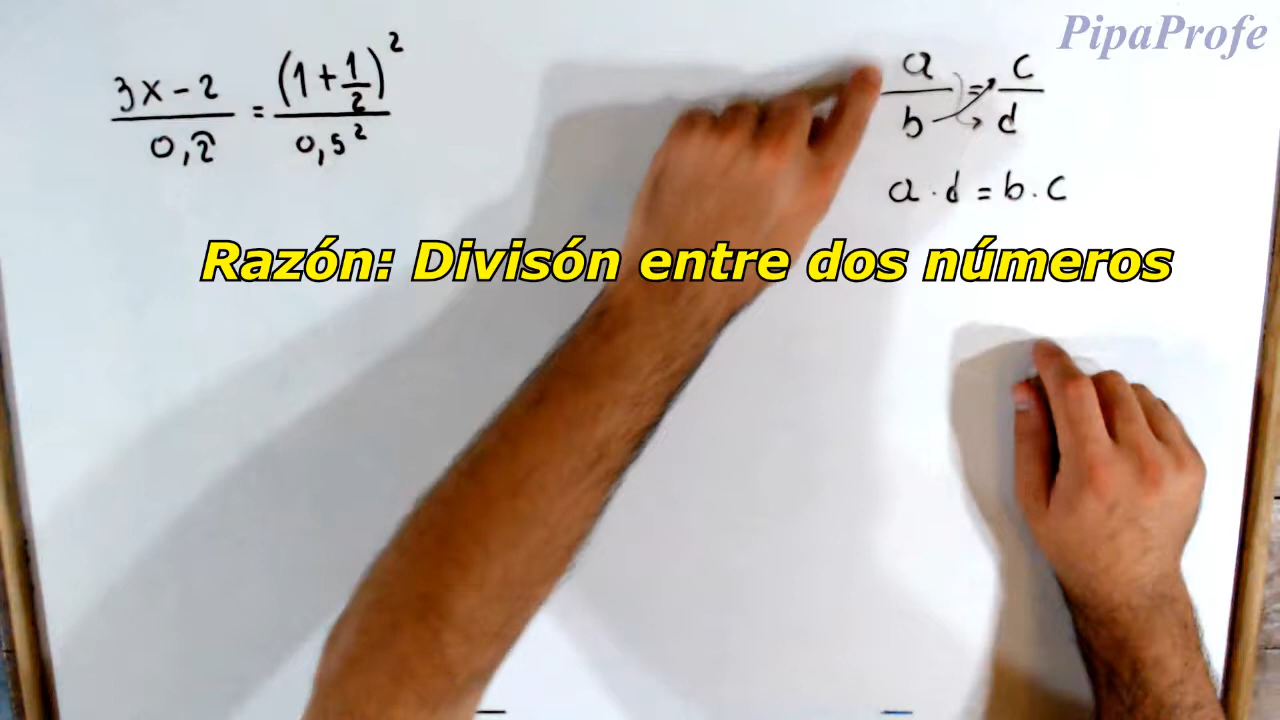 PipaProfe
(3x-2)/(0,2̂) = (1+1/2)²/(0,5²)
a/b = c/d
a · d = b · c
Razón: Divisón entre dos números